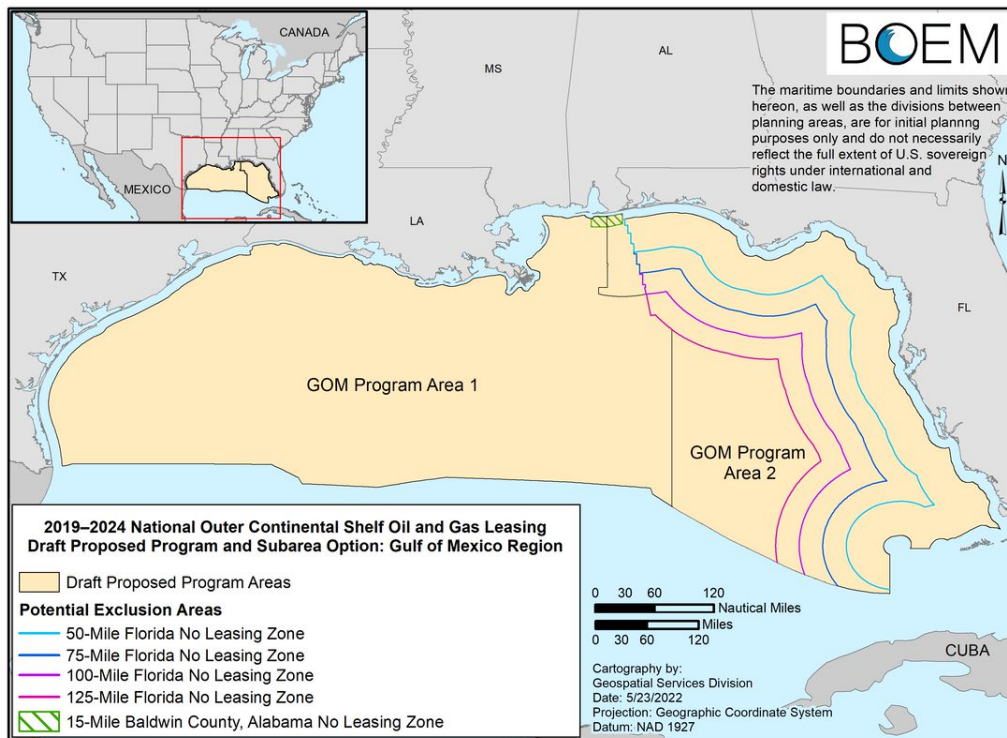 CANADA
MEXICO
BOEM
MS
AL
The maritime boundaries and limits shown
hereon, as well as the divisions between
planning areas, are for initial plannng
purposes only and do not necessarily
reflect the full extent of U.S. sovereign
rights under international and
domestic law.
N
LA
TX
FL
GOM Program Area 1
GOM Program
Area 2
2019–2024 National Outer Continental Shelf Oil and Gas Leasing
Draft Proposed Program and Subarea Option: Gulf of Mexico Region
Draft Proposed Program Areas
Potential Exclusion Areas
50-Mile Florida No Leasing Zone
75-Mile Florida No Leasing Zone
100-Mile Florida No Leasing Zone
125-Mile Florida No Leasing Zone
15-Mile Baldwin County, Alabama No Leasing Zone
0 30 60 120
Nautical Miles
Miles
0 30 60 120
Cartography by:
Geospatial Services Division
Date: 5/23/2022
Projection: Geographic Coordinate System
Datum: NAD 1927
CUBA